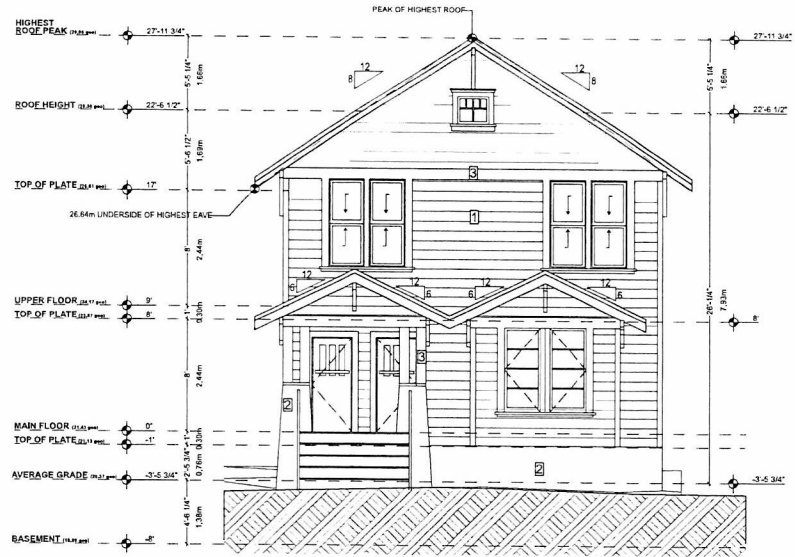 PEAK OF HIGHEST ROOF
HIGHEST
ROOF PEAK
27'-11 3/4"
27'-11 3/4"
12
8
12
8
5'-5 1/4"
1.66m
5'-5 1/4"
1.66m
ROOF HEIGHT
22'-6 1/2"
22'-6 1/2"
5'-6 1/2"
1.69m
3
TOP OF PLATE
17'
26.64m UNDERSIDE OF HIGHEST EAVE
1
8'
2.44m
12
6
12
6
12
6
12
6
UPPER FLOOR
9'
TOP OF PLATE
8'
8'
1'
0.30m
26'-1/4"
7.93m
3
8'
2.44m
2
MAIN FLOOR
0"
TOP OF PLATE
-1'
1'
0.30m
2
AVERAGE GRADE
-3'-5 3/4"
-3'-5 3/4"
2'-5 3/4"
0.76m
4'-6 1/4"
1.38m
BASEMENT
-8'